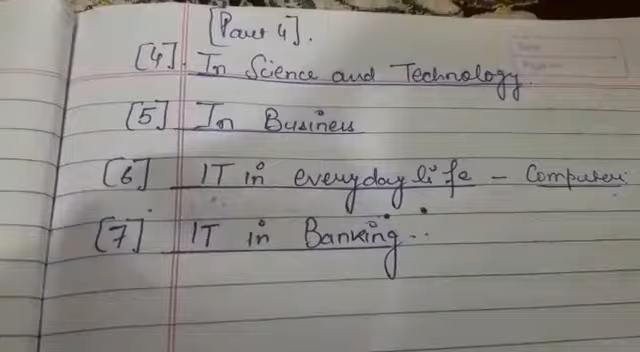 [Part 4].
[4]. In Science and Technology.
[5] In Business
[6] IT in everyday life - Computer.
[7] IT in Banking..